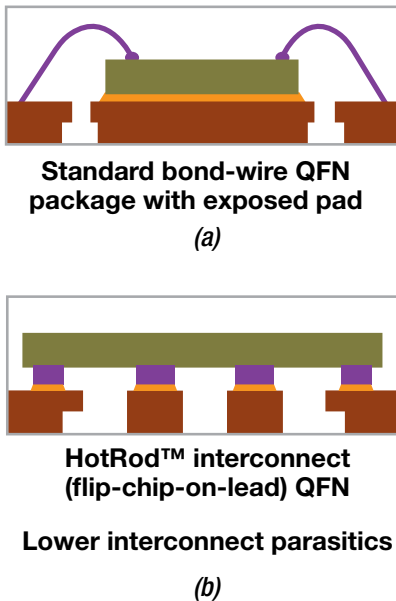 Standard bond-wire QFN
package with exposed pad
(a)
HotRod™ interconnect
(flip-chip-on-lead) QFN
Lower interconnect parasitics
(b)